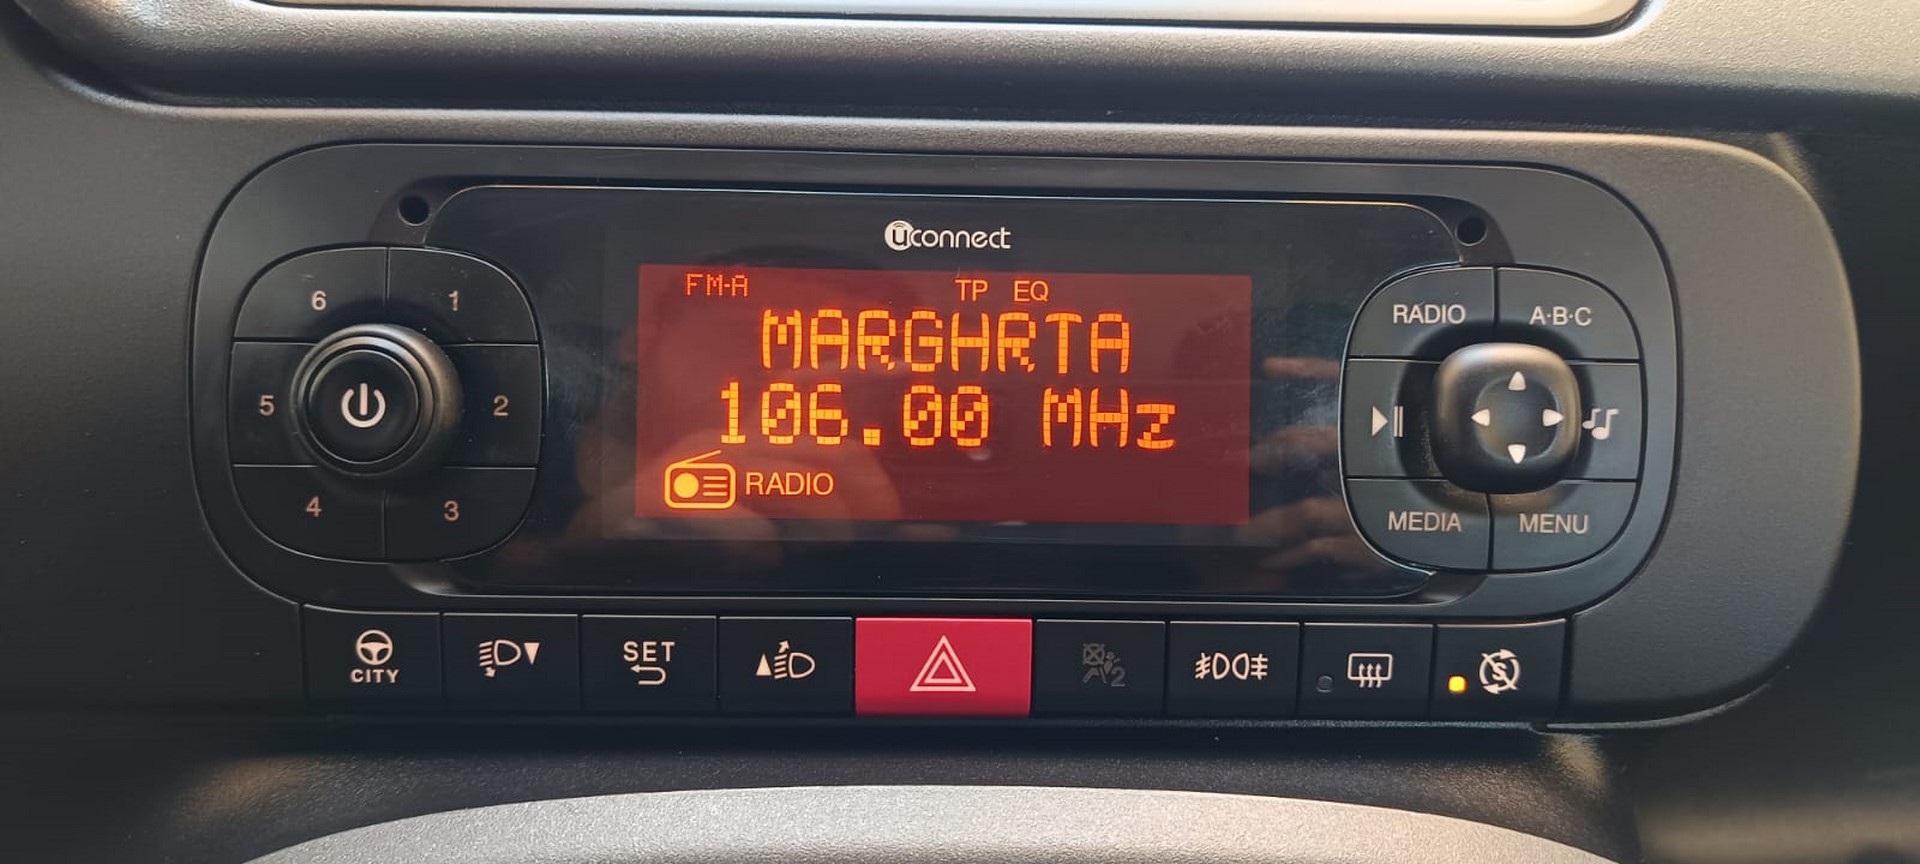 uconnect
FM-A TP EQ
MARGHRTA
106.00 MHz
RADIO
6 1
5 2
4 3
RADIO A·B·C
MEDIA MENU
CITY
SET
2